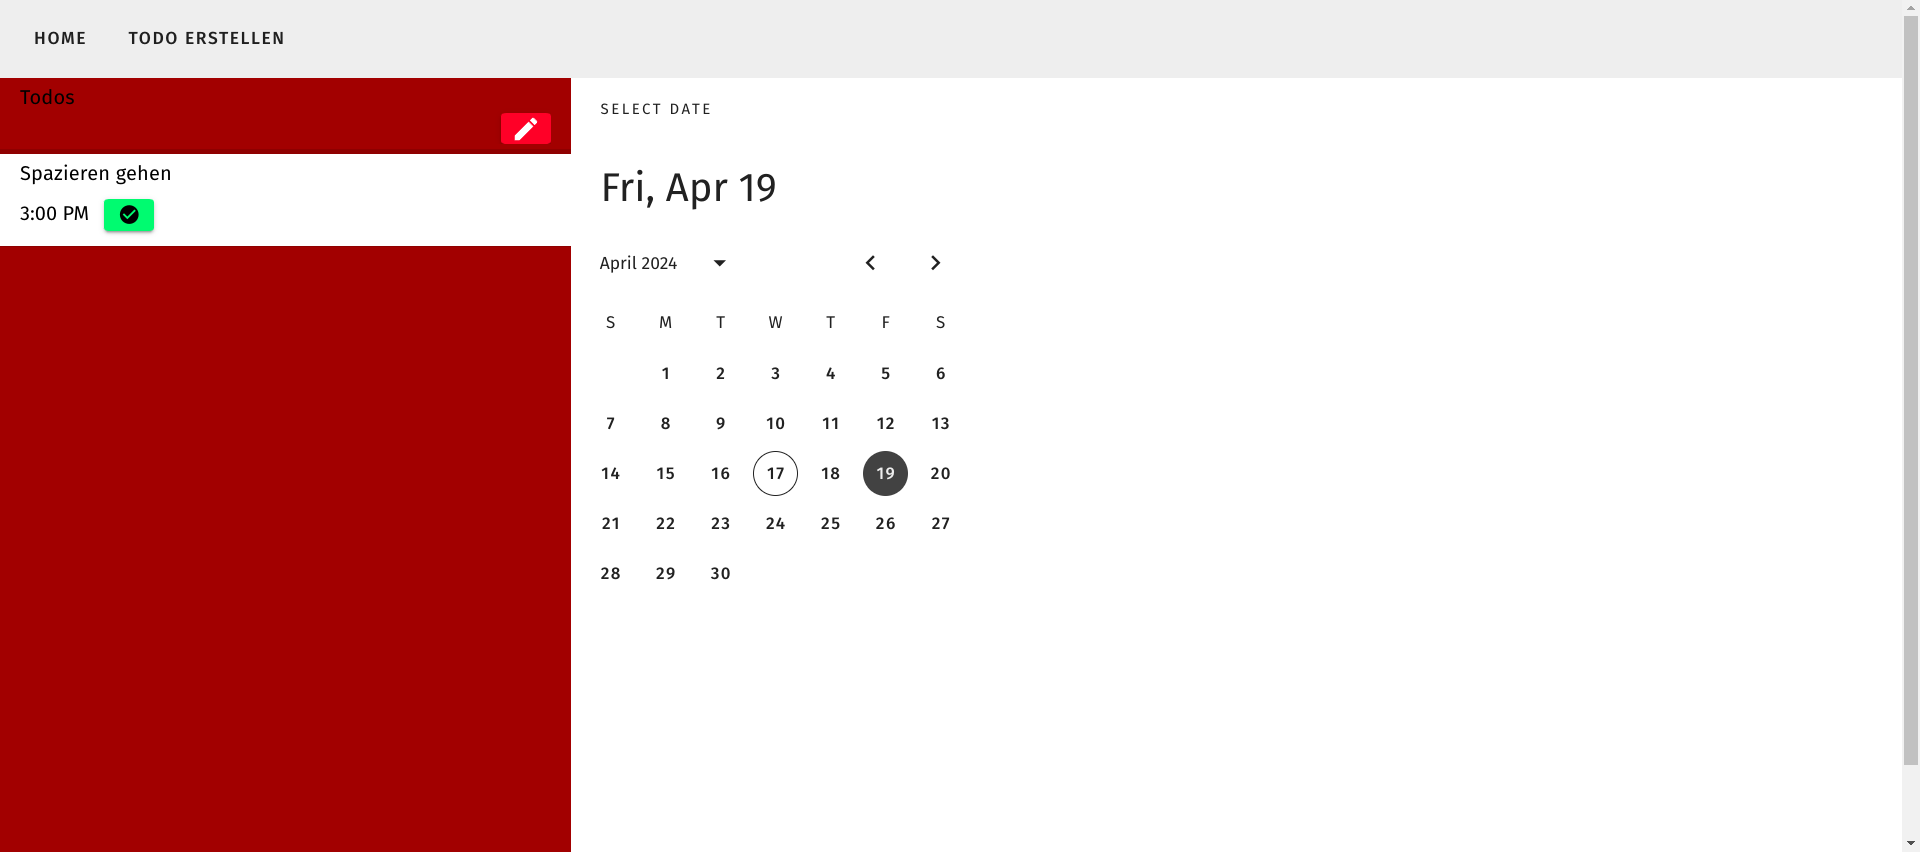 HOME TODO ERSTELLEN
Todos
Spazieren gehen
3:00 PM
SELECT DATE
Fri, Apr 19
April 2024
S M T W T F S
1 2 3 4 5 6
7 8 9 10 11 12 13
14 15 16 17 18 19 20
21 22 23 24 25 26 27
28 29 30